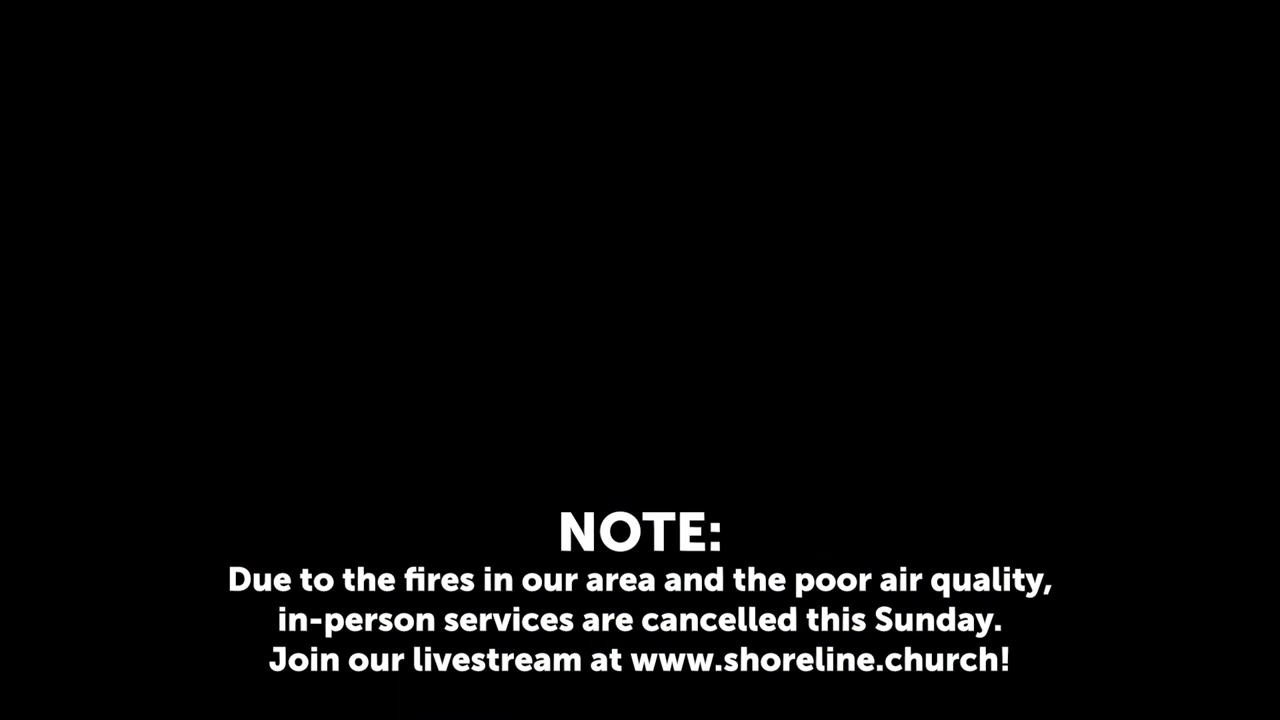 NOTE:
Due to the fires in our area and the poor air quality,
in-person services are cancelled this Sunday.
Join our livestream at www.shoreline.church!